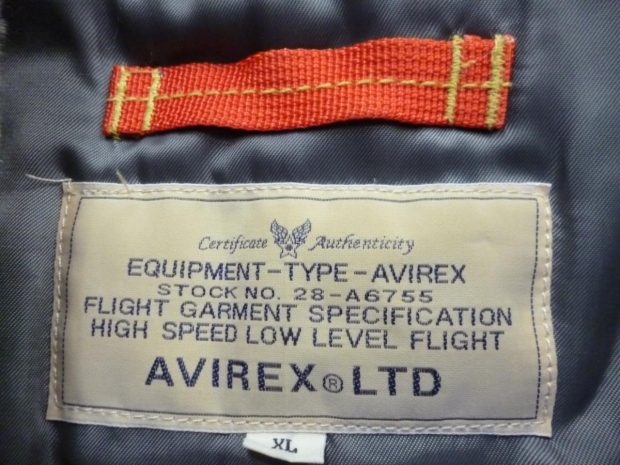 Certificate Authenticity
EQUIPMENT-TYPE-AVIREX
STOCK NO. 28-A6755
FLIGHT GARMENT SPECIFICATION
HIGH SPEED LOW LEVEL FLIGHT
AVIREX® LTD
XL